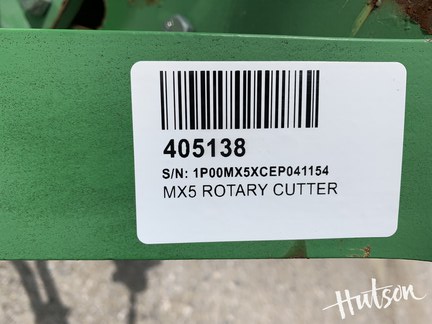 405138
S/N: 1P00MX5XCEP041154
MX5 ROTARY CUTTER
Hutson